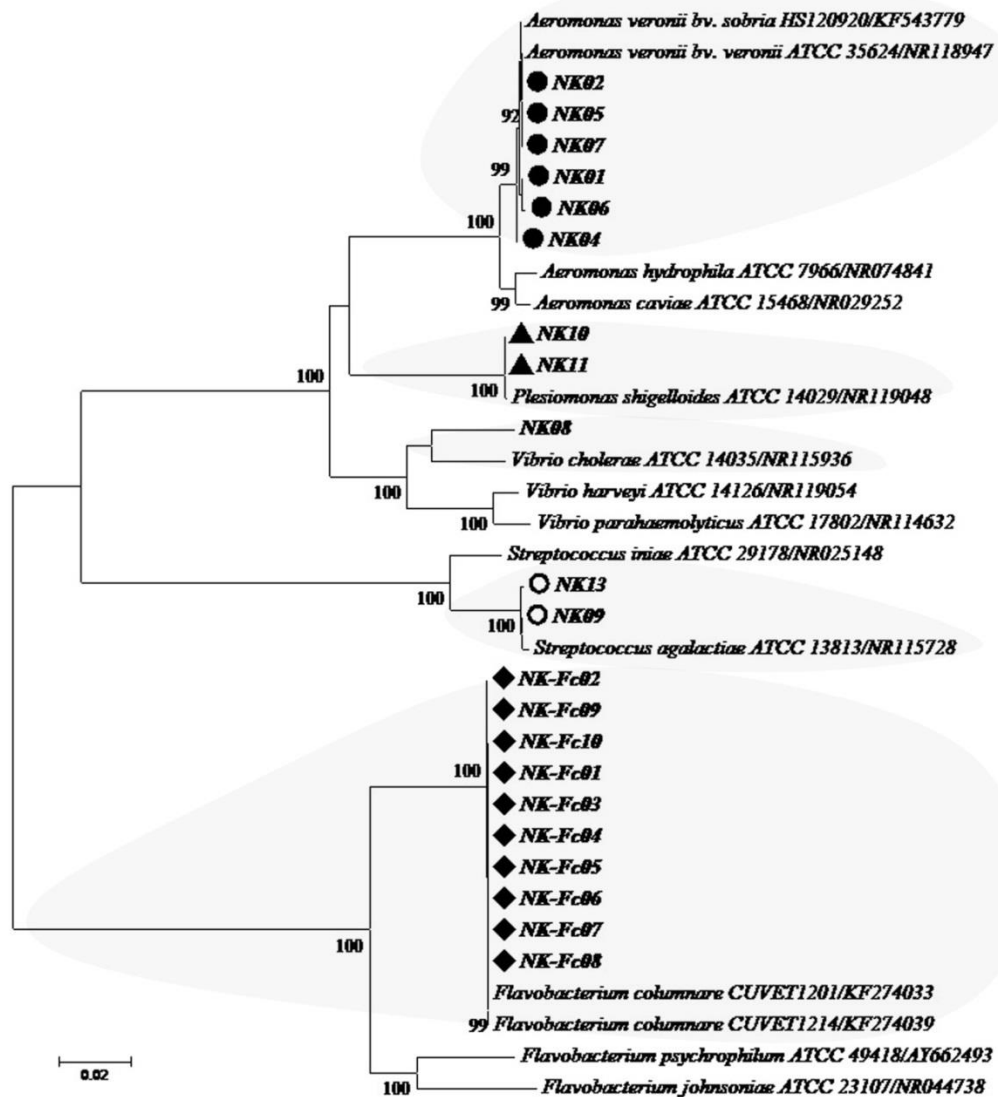 Aeromonas veronii bv. sobria HS120920/KF543779
Aeromonas veronii bv. veronii ATCC 35624/NR118947
NK02
92
NK05
NK07
99
NK01
NK06
100
NK04
Aeromonas hydrophila ATCC 7966/NR074841
99
Aeromonas caviae ATCC 15468/NR029252
NK10
100
NK11
100
Plesiomonas shigelloides ATCC 14029/NR119048
NK08
Vibrio cholerae ATCC 14035/NR115936
100
Vibrio harveyi ATCC 14126/NR119054
100
Vibrio parahaemolyticus ATCC 17802/NR114632
Streptococcus iniae ATCC 29178/NR025148
NK13
100
NK09
100
Streptococcus agalactiae ATCC 13813/NR115728
NK-Fc02
NK-Fc09
NK-Fc10
100
NK-Fc01
NK-Fc03
NK-Fc04
NK-Fc05
NK-Fc06
NK-Fc07
100
NK-Fc08
Flavobacterium columnare CUVET1201/KF274033
99
Flavobacterium columnare CUVET1214/KF274039
Flavobacterium psychrophilum ATCC 49418/AY662493
0.02
100
Flavobacterium johnsoniae ATCC 23107/NR044738